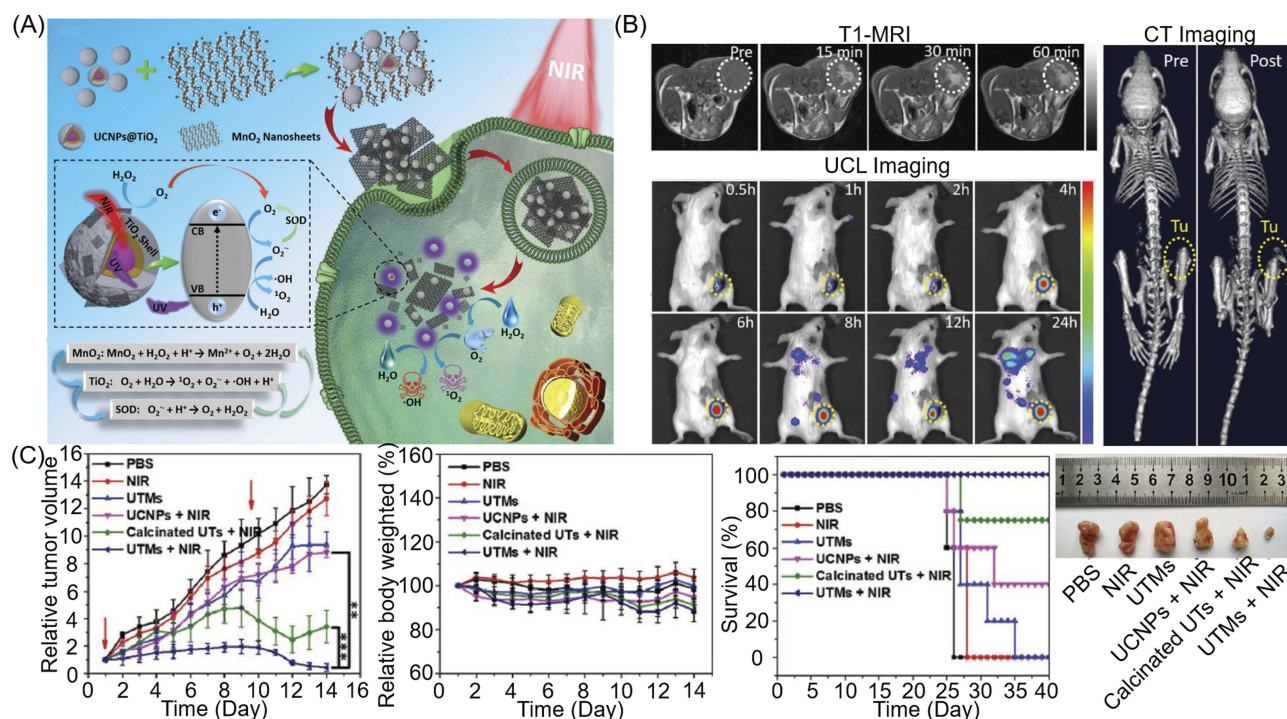 (A)
NIR
UCNPs@TiO2
MnO2 Nanosheets
H2O2
O2
NIR
TiO2 Shell
UV
e-
CB
VB
h+
UV
O2
SOD
O2·-
·OH
1O2
H2O
H2O2
O2
H2O
·OH
1O2
MnO2: MnO2 + H2O2 + H+ → Mn2+ + O2 + 2H2O
TiO2: O2 + H2O → 1O2 + O2·- + ·OH + H+
SOD: O2·- + H+ → O2 + H2O2
(B)
T1-MRI
Pre
15 min
30 min
60 min
UCL Imaging
0.5h
1h
2h
4h
6h
8h
12h
24h
CT Imaging
Pre
Post
Tu
Tu
(C)
Relative tumor volume
16
14
12
10
8
6
4
2
0
PBS
NIR
UTMs
UCNPs + NIR
Calcinated UTs + NIR
UTMs + NIR
**
***
0 2 4 6 8 10 12 14
Time (Day)
Relative body weighted (%)
160
140
120
100
80
60
PBS
NIR
UTMs
UCNPs + NIR
Calcinated UTs + NIR
UTMs + NIR
0 2 4 6 8 10 12 14
Time (Day)
Survival (%)
100
80
60
40
20
0
PBS
NIR
UTMs
UCNPs + NIR
Calcinated UTs + NIR
UTMs + NIR
0 5 10 15 20 25 30 35 40
Time (Day)
1 2 3 4 5 6 7 8 9 10 1 2 3
PBS
NIR
UTMs
UCNPs + NIR
Calcinated UTs + NIR
UTMs + NIR